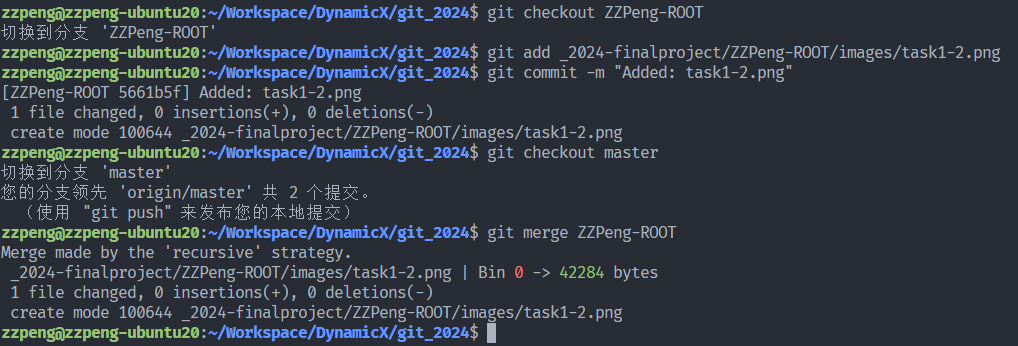 zzpeng@zzpeng-ubuntu20:~/Workspace/DynamicX/git_2024$ git checkout ZZPeng-ROOT
切换到分支 'ZZPeng-ROOT'
zzpeng@zzpeng-ubuntu20:~/Workspace/DynamicX/git_2024$ git add _2024-finalproject/ZZPeng-ROOT/images/task1-2.png
zzpeng@zzpeng-ubuntu20:~/Workspace/DynamicX/git_2024$ git commit -m "Added: task1-2.png"
[ZZPeng-ROOT 5661b5f] Added: task1-2.png
 1 file changed, 0 insertions(+), 0 deletions(-)
 create mode 100644 _2024-finalproject/ZZPeng-ROOT/images/task1-2.png
zzpeng@zzpeng-ubuntu20:~/Workspace/DynamicX/git_2024$ git checkout master
切换到分支 'master'
您的分支领先 'origin/master' 共 2 个提交。
  （使用 "git push" 来发布您的本地提交）
zzpeng@zzpeng-ubuntu20:~/Workspace/DynamicX/git_2024$ git merge ZZPeng-ROOT
Merge made by the 'recursive' strategy.
 _2024-finalproject/ZZPeng-ROOT/images/task1-2.png | Bin 0 -> 42284 bytes
 1 file changed, 0 insertions(+), 0 deletions(-)
 create mode 100644 _2024-finalproject/ZZPeng-ROOT/images/task1-2.png
zzpeng@zzpeng-ubuntu20:~/Workspace/DynamicX/git_2024$